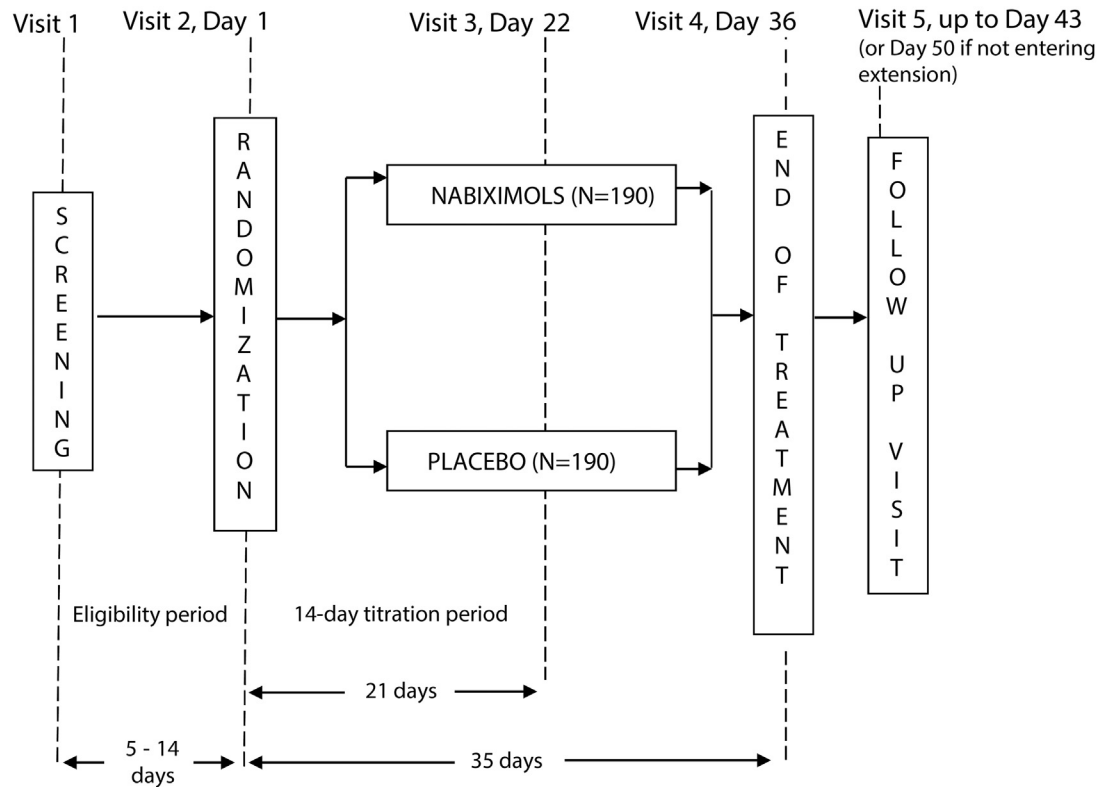 Visit 1
Visit 2, Day 1
Visit 3, Day 22
Visit 4, Day 36
Visit 5, up to Day 43
(or Day 50 if not entering
extension)
SCREENING
RANDOMIZATION
NABIXIMOLS (N=190)
PLACEBO (N=190)
END OF TREATMENT
FOLLOW UP VISIT
Eligibility period
14-day titration period
21 days
5 - 14
days
35 days